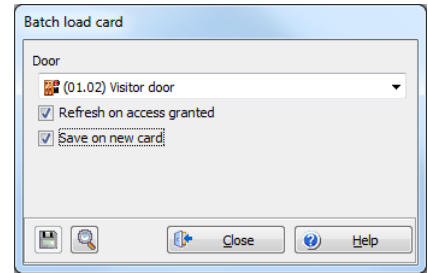 Batch load card
Door
(01.02) Visitor door
Refresh on access granted
Save on new card
Close
Help